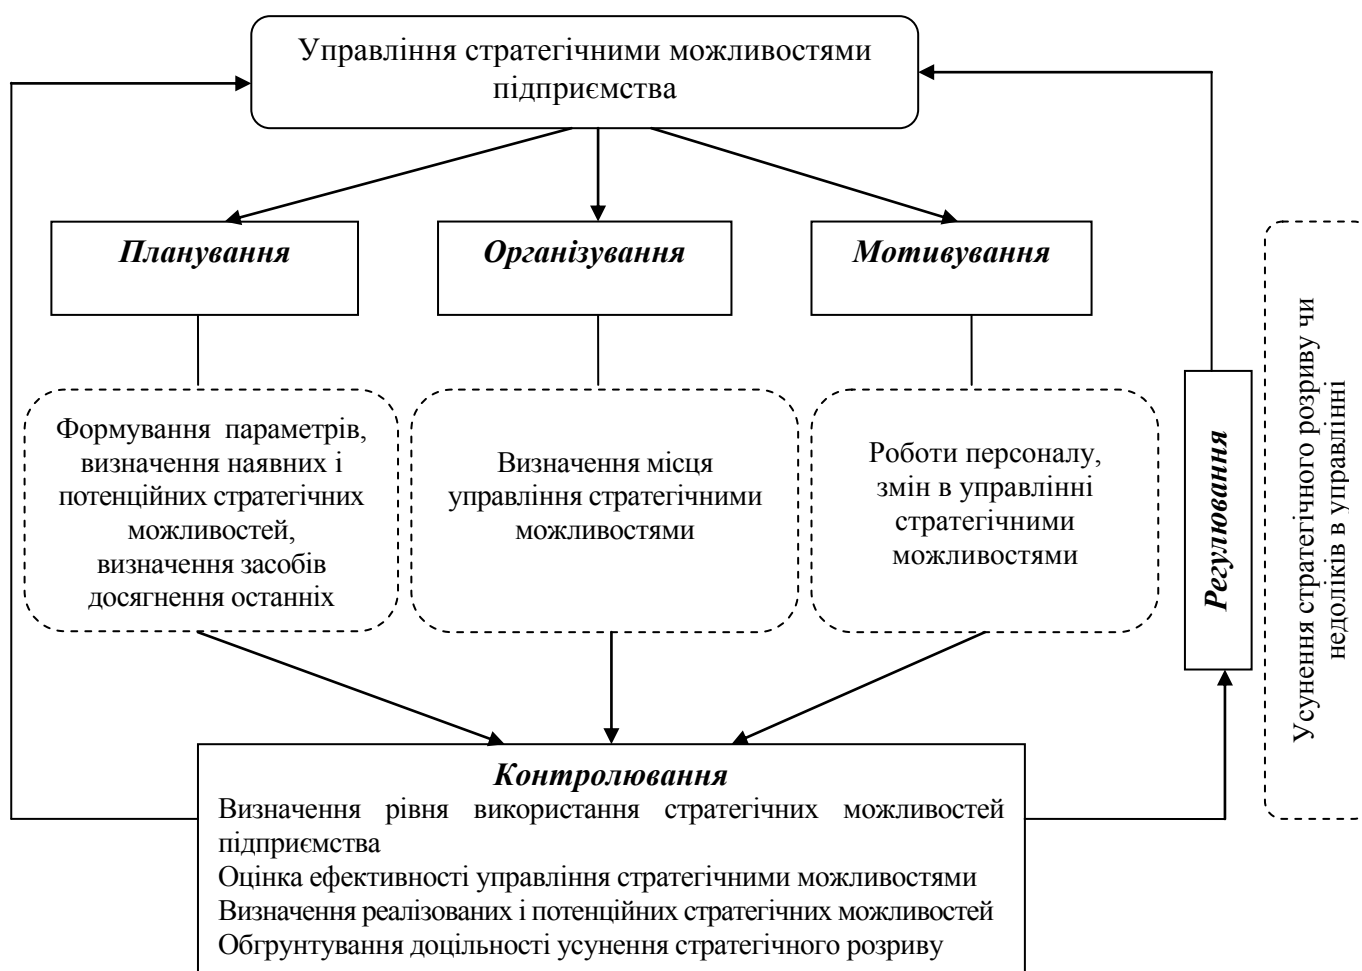 Управління стратегічними можливостями
підприємства
Планування
Організування
Мотивування
Формування параметрів,
визначення наявних і
потенційних стратегічних
можливостей,
визначення засобів
досягнення останніх
Визначення місця
управління стратегічними
можливостями
Роботи персоналу,
змін в управлінні
стратегічними
можливостями
Регулювання
Усунення стратегічного розриву чи
недоліків в управлінні
Контролювання
Визначення рівня використання стратегічних можливостей
підприємства
Оцінка ефективності управління стратегічними можливостями
Визначення реалізованих і потенційних стратегічних можливостей
Обгрунтування доцільності усунення стратегічного розриву